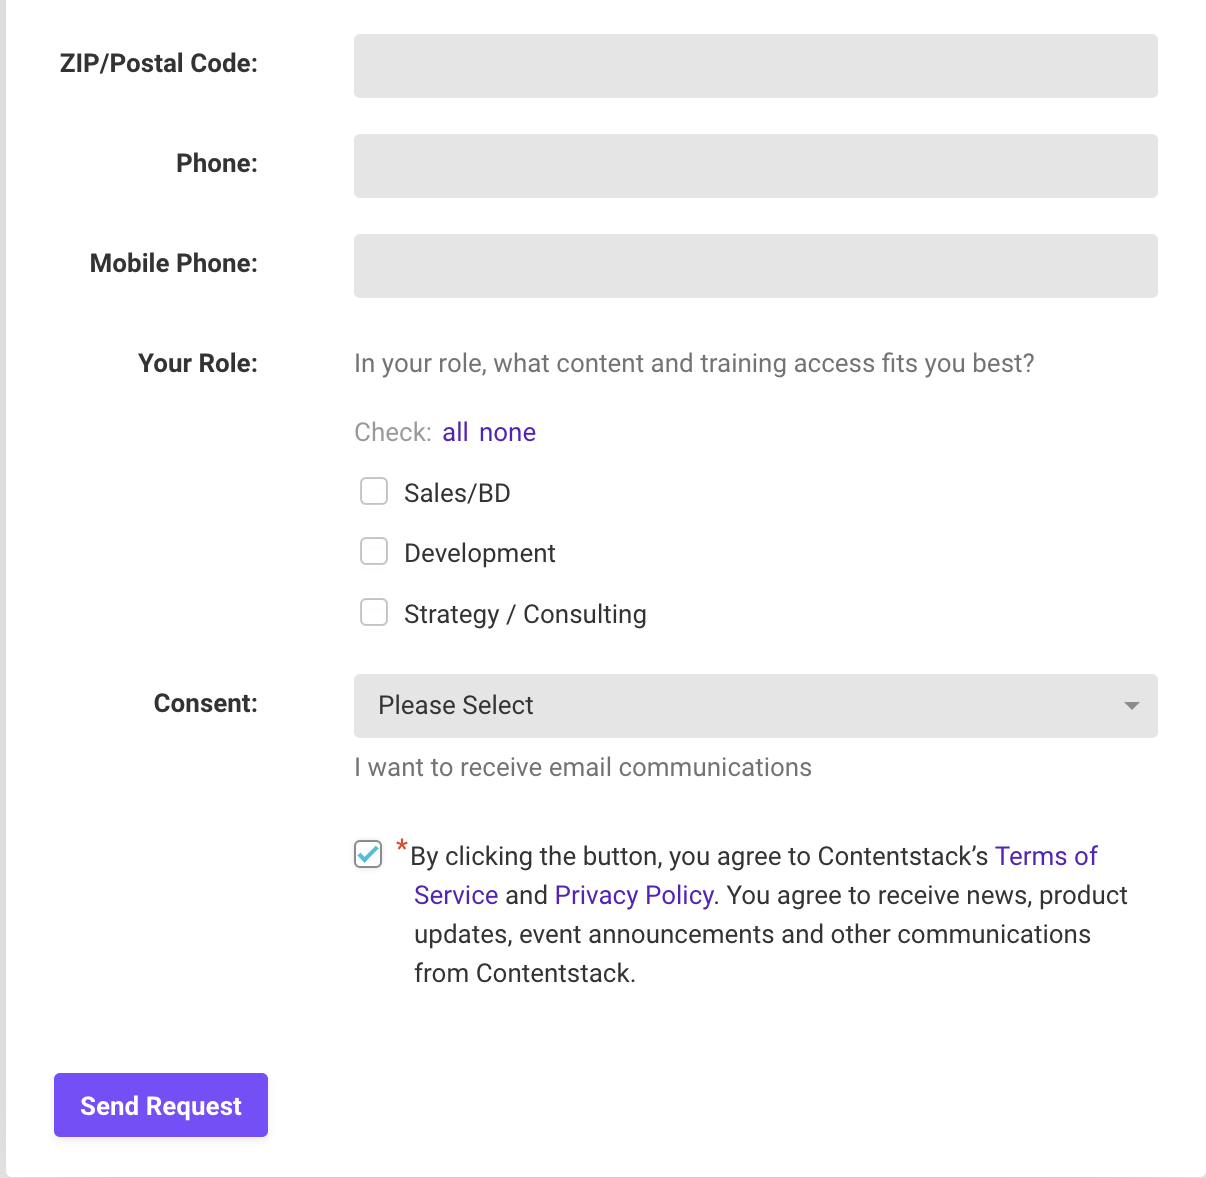 ZIP/Postal Code:
Phone:
Mobile Phone:
Your Role: In your role, what content and training access fits you best?
Check: all none
Sales/BD
Development
Strategy / Consulting
Consent: Please Select
I want to receive email communications
*By clicking the button, you agree to Contentstack’s Terms of
Service and Privacy Policy. You agree to receive news, product
updates, event announcements and other communications
from Contentstack.
Send Request